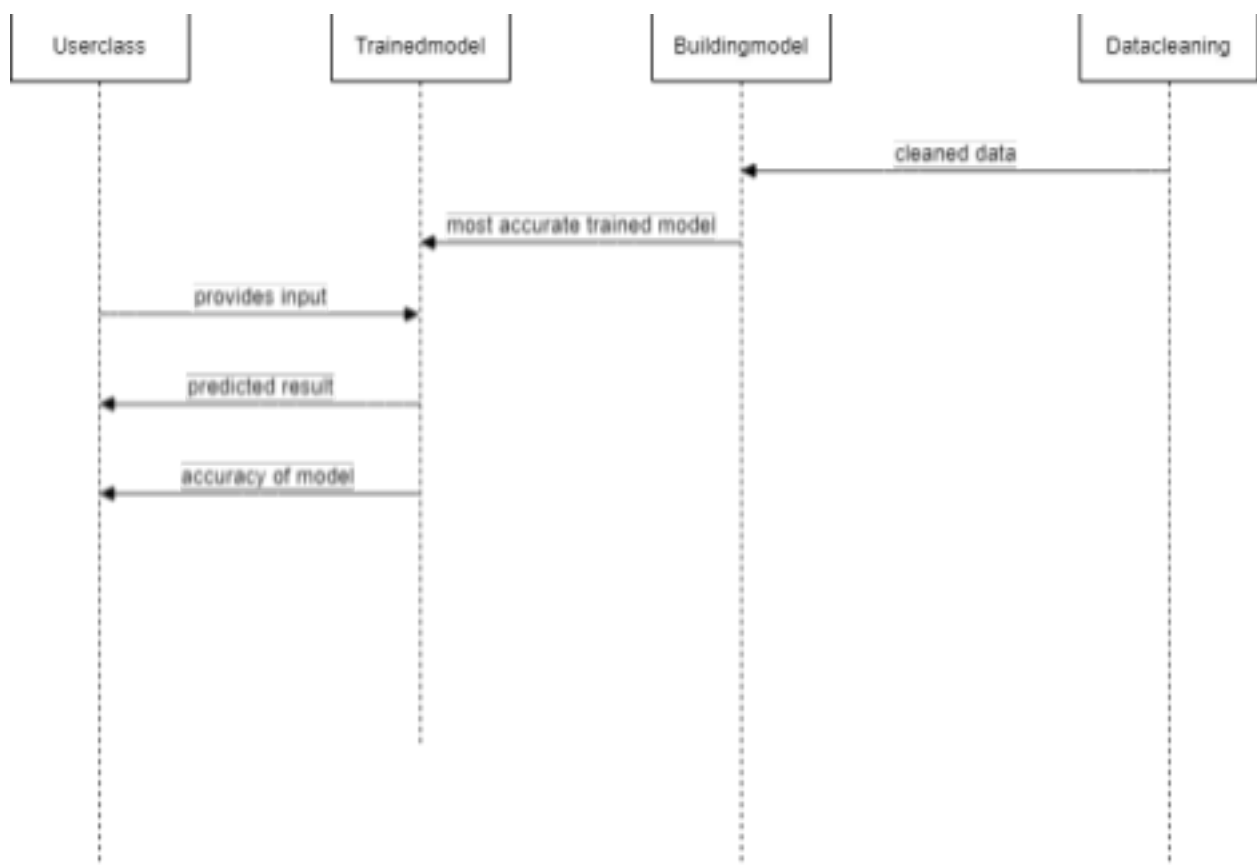 Userclass
Trainedmodel
Buildingmodel
Datacleaning
cleaned data
most accurate trained model
provides input
predicted result
accuracy of model